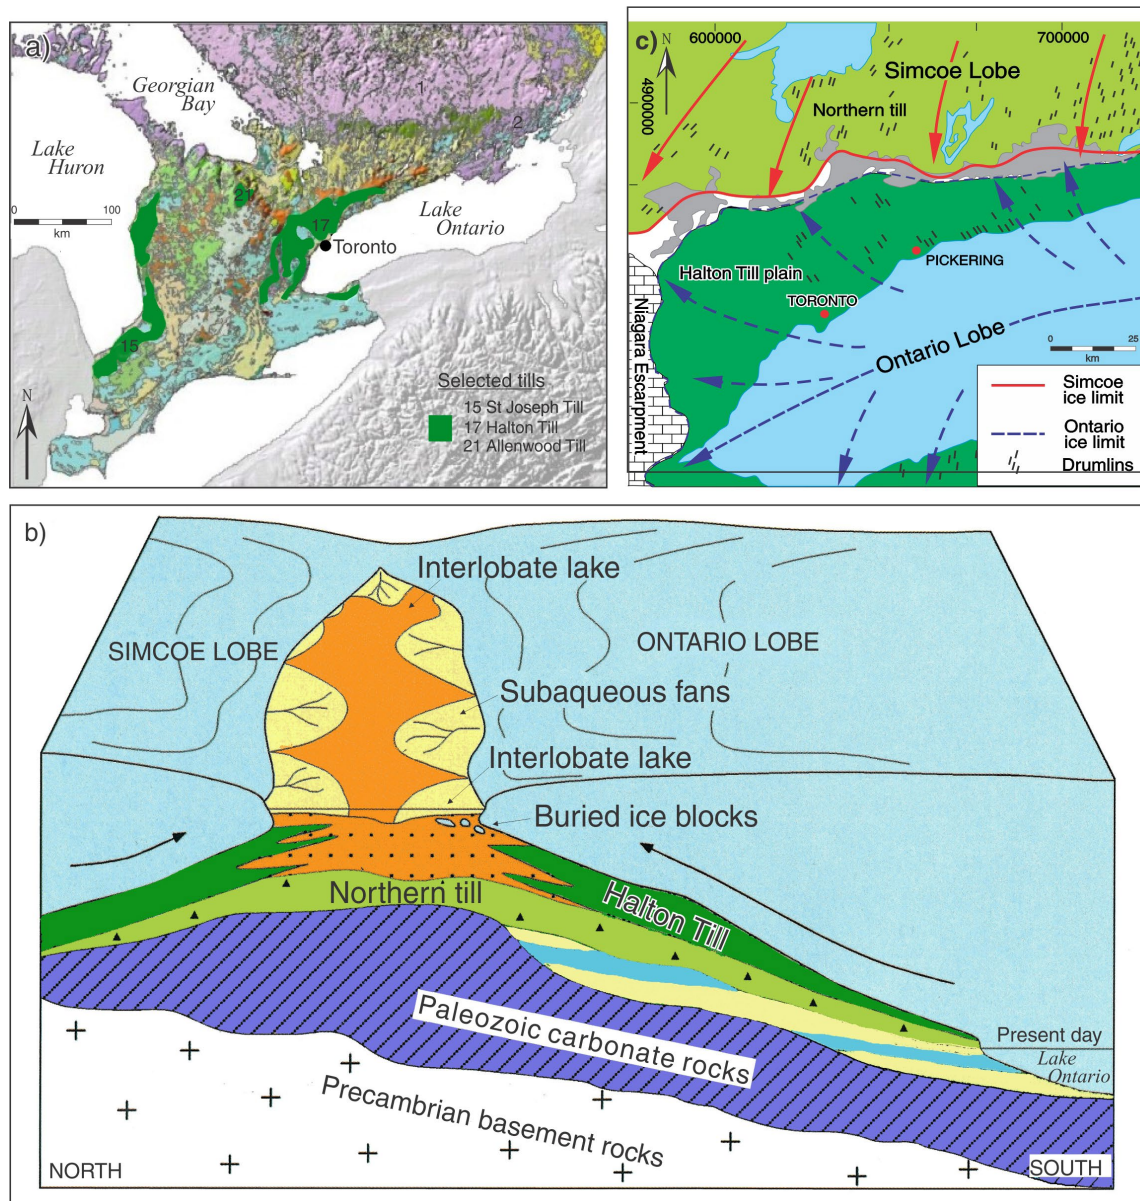 a)
Georgian
Bay
Lake
Huron
1
2
21
17
Lake
Ontario
0
100
km
Toronto
15
N
Selected tills
15 St Joseph Till
17 Halton Till
21 Allenwood Till
c)
600000
700000
N
4900000
Simcoe Lobe
Northern till
Halton Till plain
PICKERING
TORONTO
Niagara Escarpment
Ontario Lobe
0
25
km
Simcoe
ice limit
Ontario
ice limit
Drumlins
b)
Interlobate lake
SIMCOE LOBE
ONTARIO LOBE
Subaqueous fans
Interlobate lake
Buried ice blocks
Northern till
Halton Till
Paleozoic carbonate rocks
Present day
Lake
Ontario
Precambrian basement rocks
NORTH
SOUTH